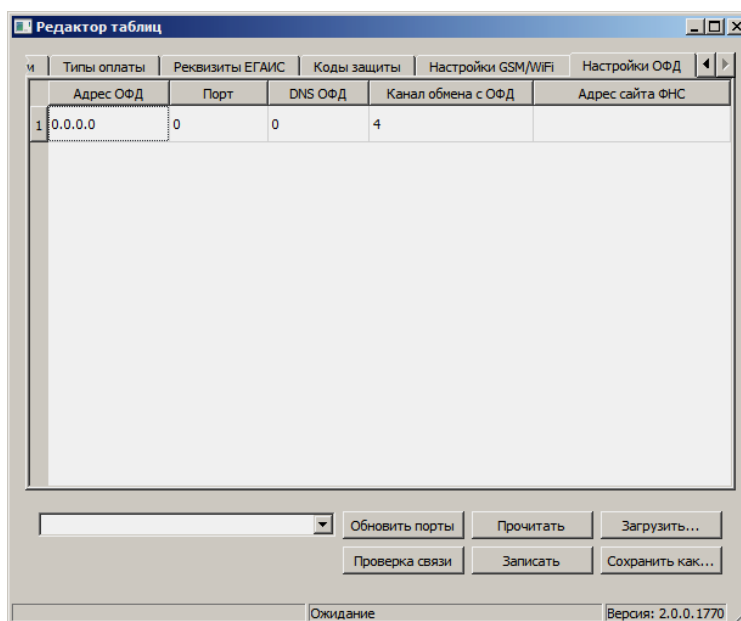 Редактор таблиц
и Типы оплаты Реквизиты ЕГАИС Коды защиты Настройки GSM/WiFi Настройки ОФД
Адрес ОФД Порт DNS ОФД Канал обмена с ОФД Адрес сайта ФНС
1 0.0.0.0 0 0 4
Обновить порты Прочитать Загрузить...
Проверка связи Записать Сохранить как...
Ожидание Версия: 2.0.0.1770